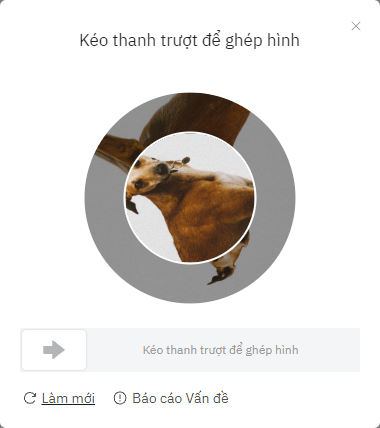 Kéo thanh trượt để ghép hình
Kéo thanh trượt để ghép hình
Làm mới
Báo cáo Vấn đề